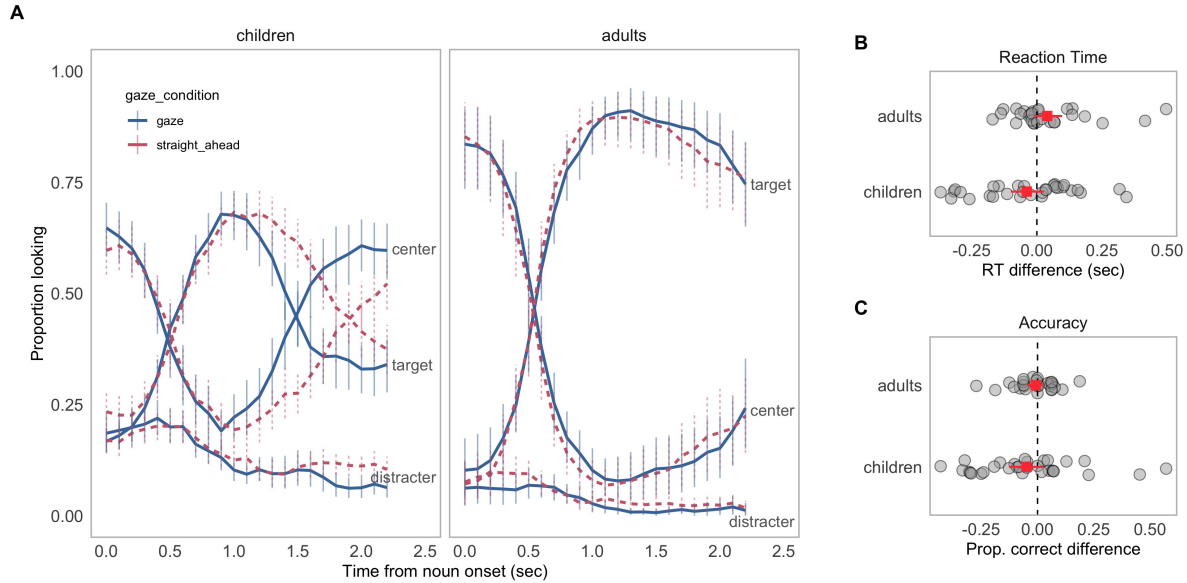 A
children
adults
gaze_condition
gaze
straight_ahead
Proportion looking
1.00
0.75
0.50
0.25
0.00
center
target
distracter
target
center
distracter
0.0 0.5 1.0 1.5 2.0 2.5
0.0 0.5 1.0 1.5 2.0 2.5
Time from noun onset (sec)
B
Reaction Time
adults
children
-0.25 0.00 0.25 0.50
RT difference (sec)
C
Accuracy
adults
children
-0.25 0.00 0.25 0.50
Prop. correct difference